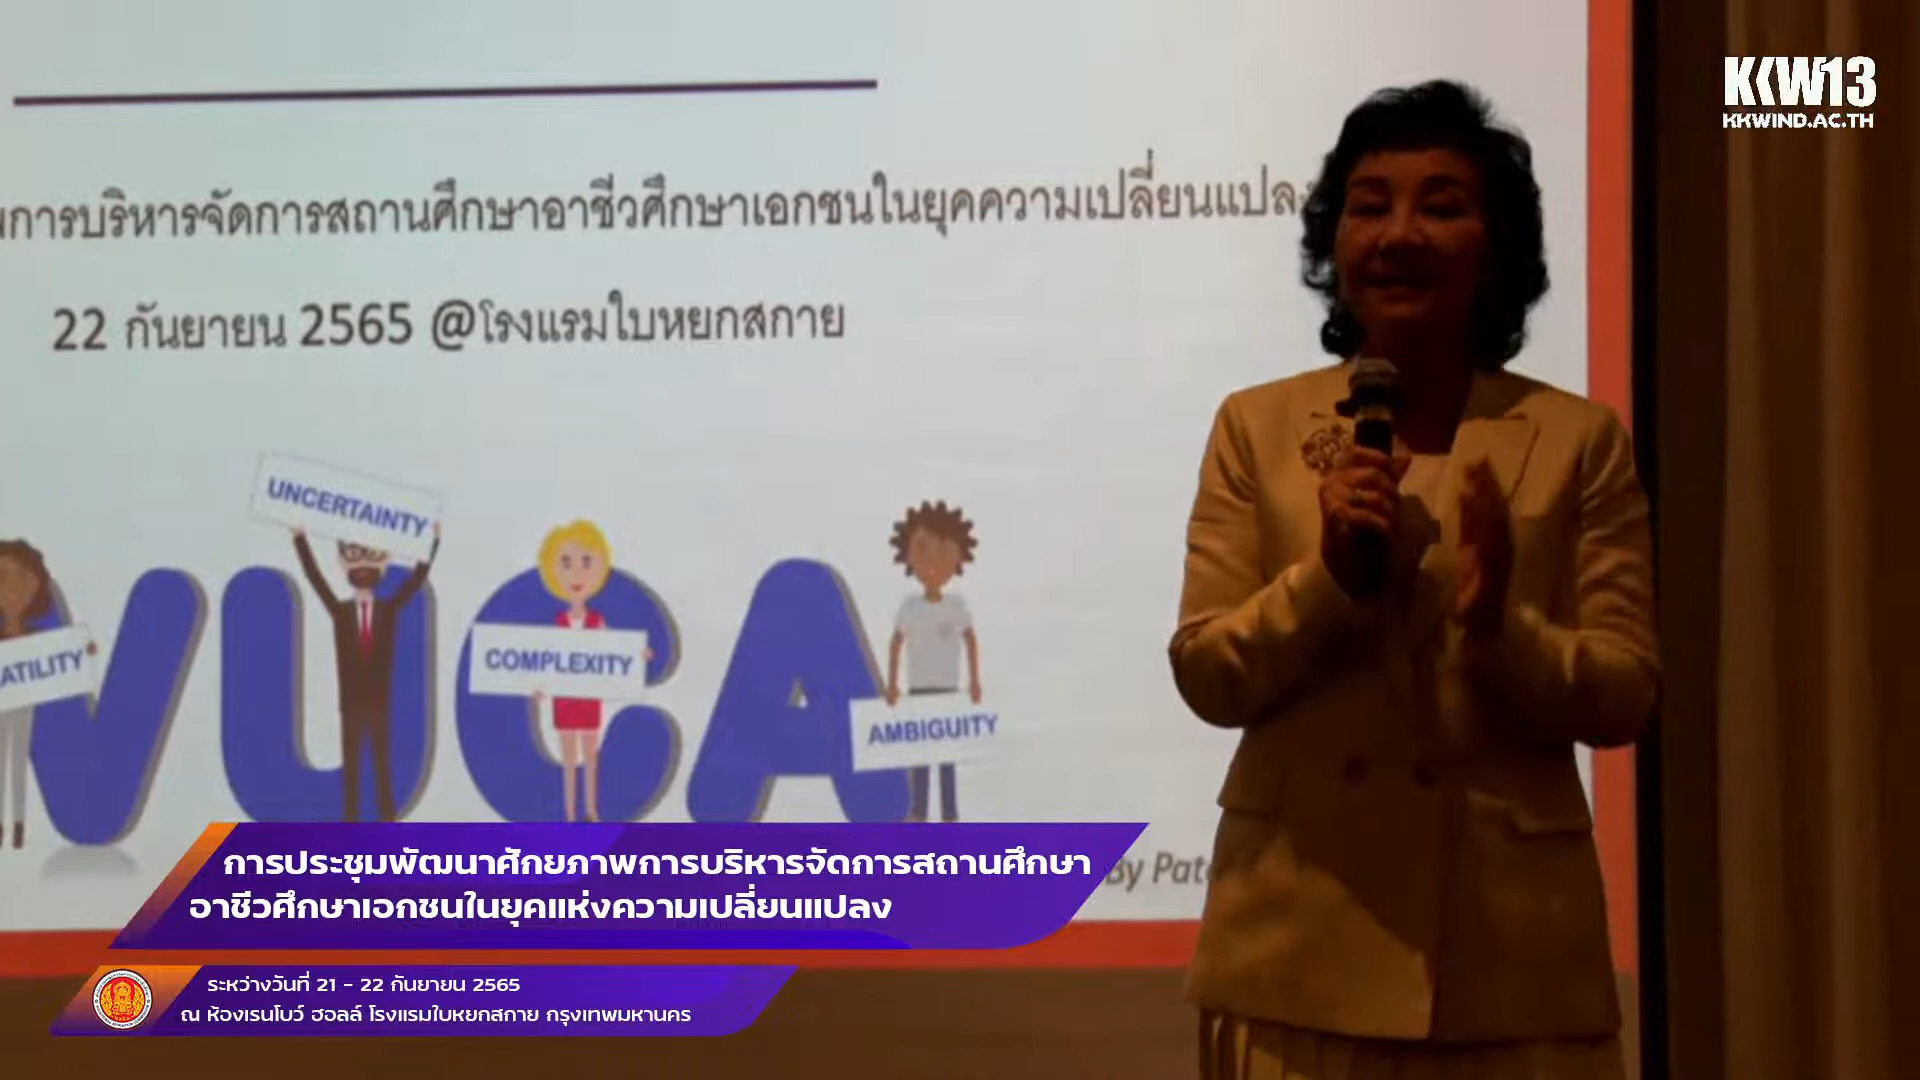 KKW13
KKWIND.AC.TH
การบริหารจัดการสถานศึกษาอาชีวศึกษาเอกชนในยุคความเปลี่ยนแปลง
22 กันยายน 2565 @โรงแรมใบหยกสกาย
UNCERTAINTY
COMPLEXITY
ATILITY
AMBIGUITY
VUCA
By Pat
การประชุมพัฒนาศักยภาพการบริหารจัดการสถานศึกษา
อาชีวศึกษาเอกชนในยุคแห่งความเปลี่ยนแปลง
ระหว่างวันที่ 21 - 22 กันยายน 2565
ณ ห้องเรนโบว์ ฮอลล์ โรงแรมใบหยกสกาย กรุงเทพมหานคร